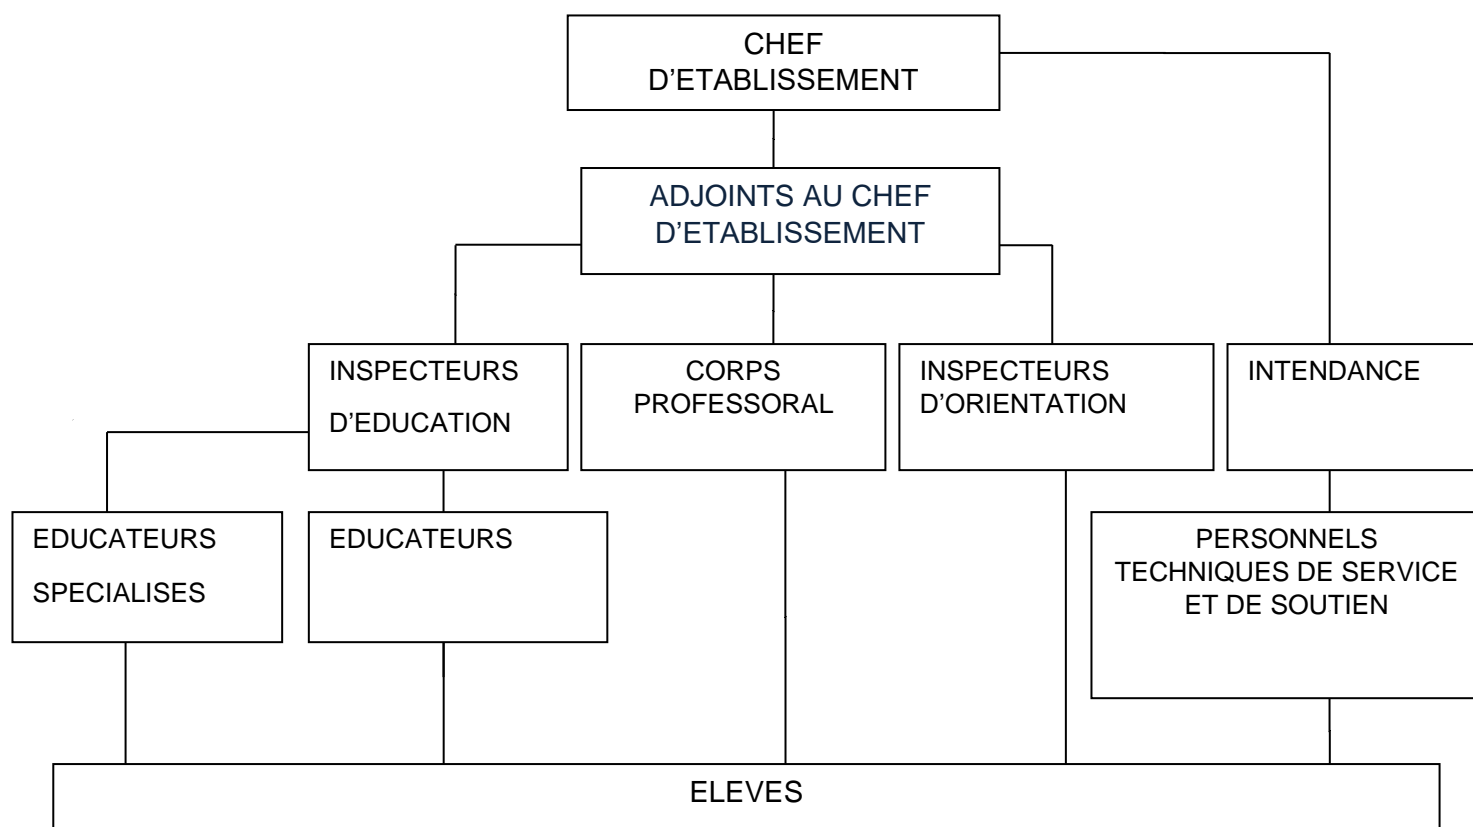 CHEF
D’ETABLISSEMENT
ADJOINTS AU CHEF
D’ETABLISSEMENT
INSPECTEURS
D’EDUCATION
CORPS
PROFESSORAL
INSPECTEURS
D’ORIENTATION
INTENDANCE
EDUCATEURS
SPECIALISES
EDUCATEURS
PERSONNELS
TECHNIQUES DE SERVICE
ET DE SOUTIEN
ELEVES